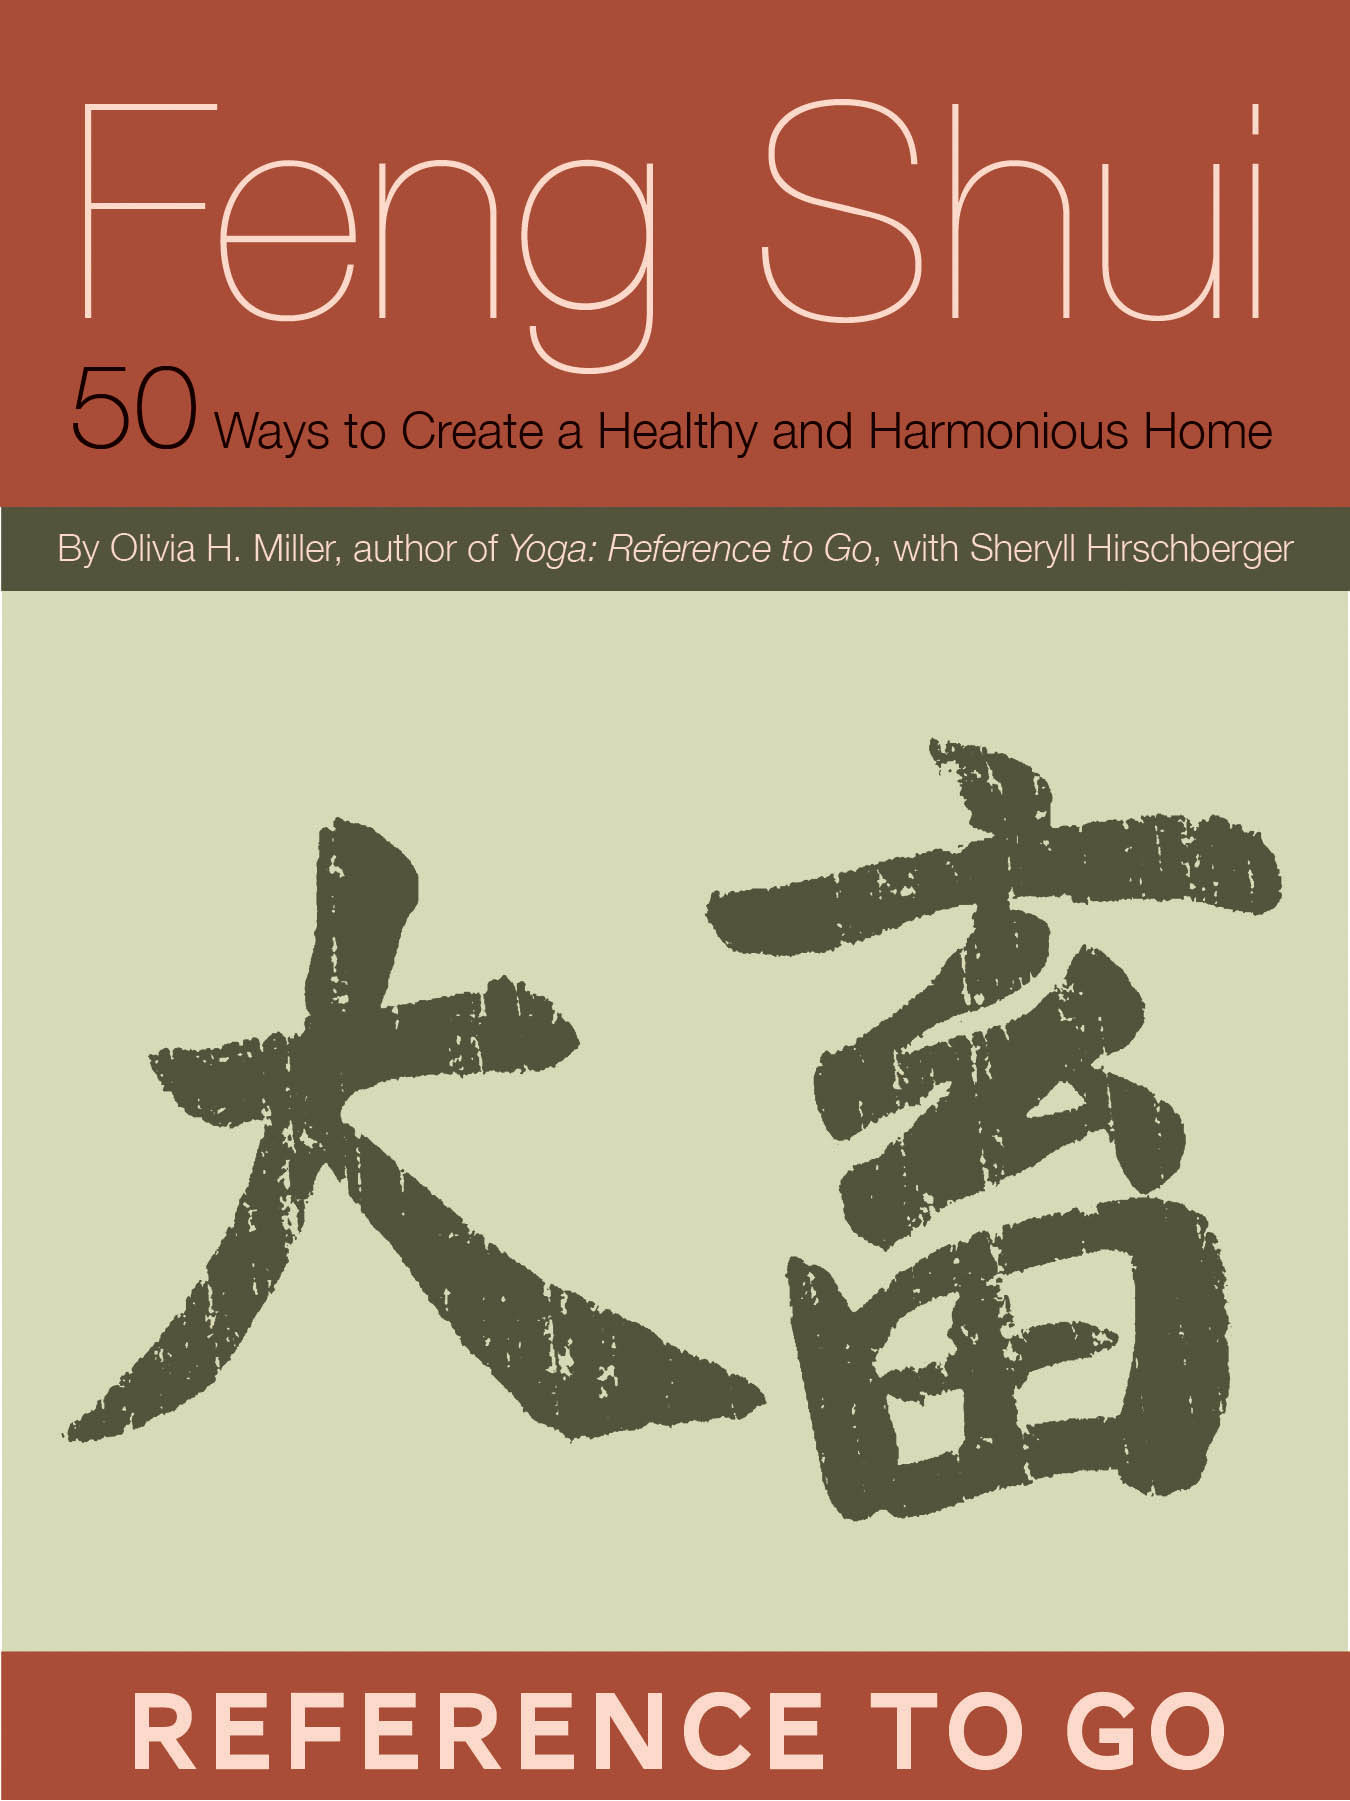 Feng Shui
50 Ways to Create a Healthy and Harmonious Home
By Olivia H. Miller, author of Yoga: Reference to Go, with Sheryll Hirschberger
大畜
REFERENCE TO GO